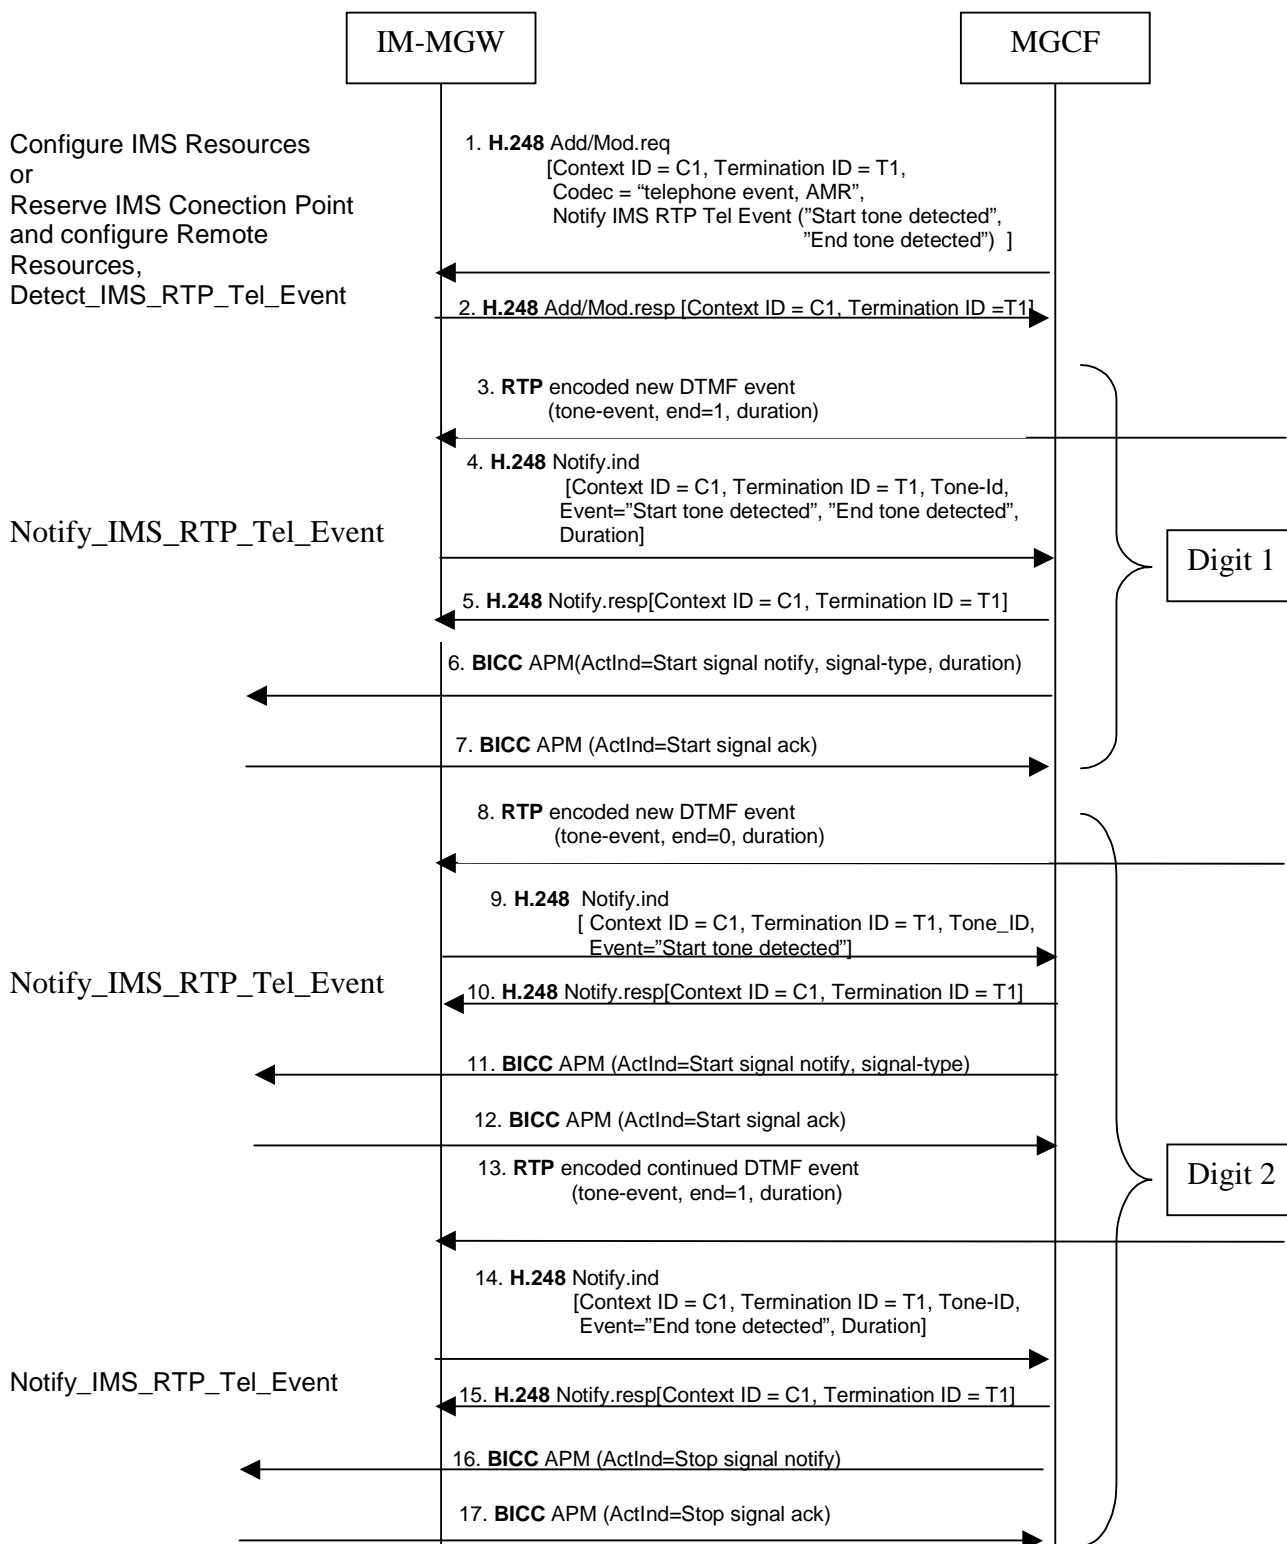 IM-MGW
MGCF
Configure IMS Resources
or
Reserve IMS Conection Point
and configure Remote
Resources,
Detect_IMS_RTP_Tel_Event
1. H.248 Add/Mod.req
[Context ID = C1, Termination ID = T1,
Codec = “telephone event, AMR”,
Notify IMS RTP Tel Event (”Start tone detected”,
”End tone detected”) ]
2. H.248 Add/Mod.resp [Context ID = C1, Termination ID =T1]
3. RTP encoded new DTMF event
(tone-event, end=1, duration)
4. H.248 Notify.ind
[Context ID = C1, Termination ID = T1, Tone-Id,
Event=”Start tone detected”, ”End tone detected”,
Duration]
Notify_IMS_RTP_Tel_Event
Digit 1
5. H.248 Notify.resp[Context ID = C1, Termination ID = T1]
6. BICC APM(ActInd=Start signal notify, signal-type, duration)
7. BICC APM (ActInd=Start signal ack)
8. RTP encoded new DTMF event
(tone-event, end=0, duration)
9. H.248 Notify.ind
[ Context ID = C1, Termination ID = T1, Tone_ID,
Event=”Start tone detected”]
Notify_IMS_RTP_Tel_Event
10. H.248 Notify.resp[Context ID = C1, Termination ID = T1]
11. BICC APM (ActInd=Start signal notify, signal-type)
12. BICC APM (ActInd=Start signal ack)
13. RTP encoded continued DTMF event
(tone-event, end=1, duration)
Digit 2
14. H.248 Notify.ind
[Context ID = C1, Termination ID = T1, Tone-ID,
Event=”End tone detected”, Duration]
Notify_IMS_RTP_Tel_Event
15. H.248 Notify.resp[Context ID = C1, Termination ID = T1]
16. BICC APM (ActInd=Stop signal notify)
17. BICC APM (ActInd=Stop signal ack)